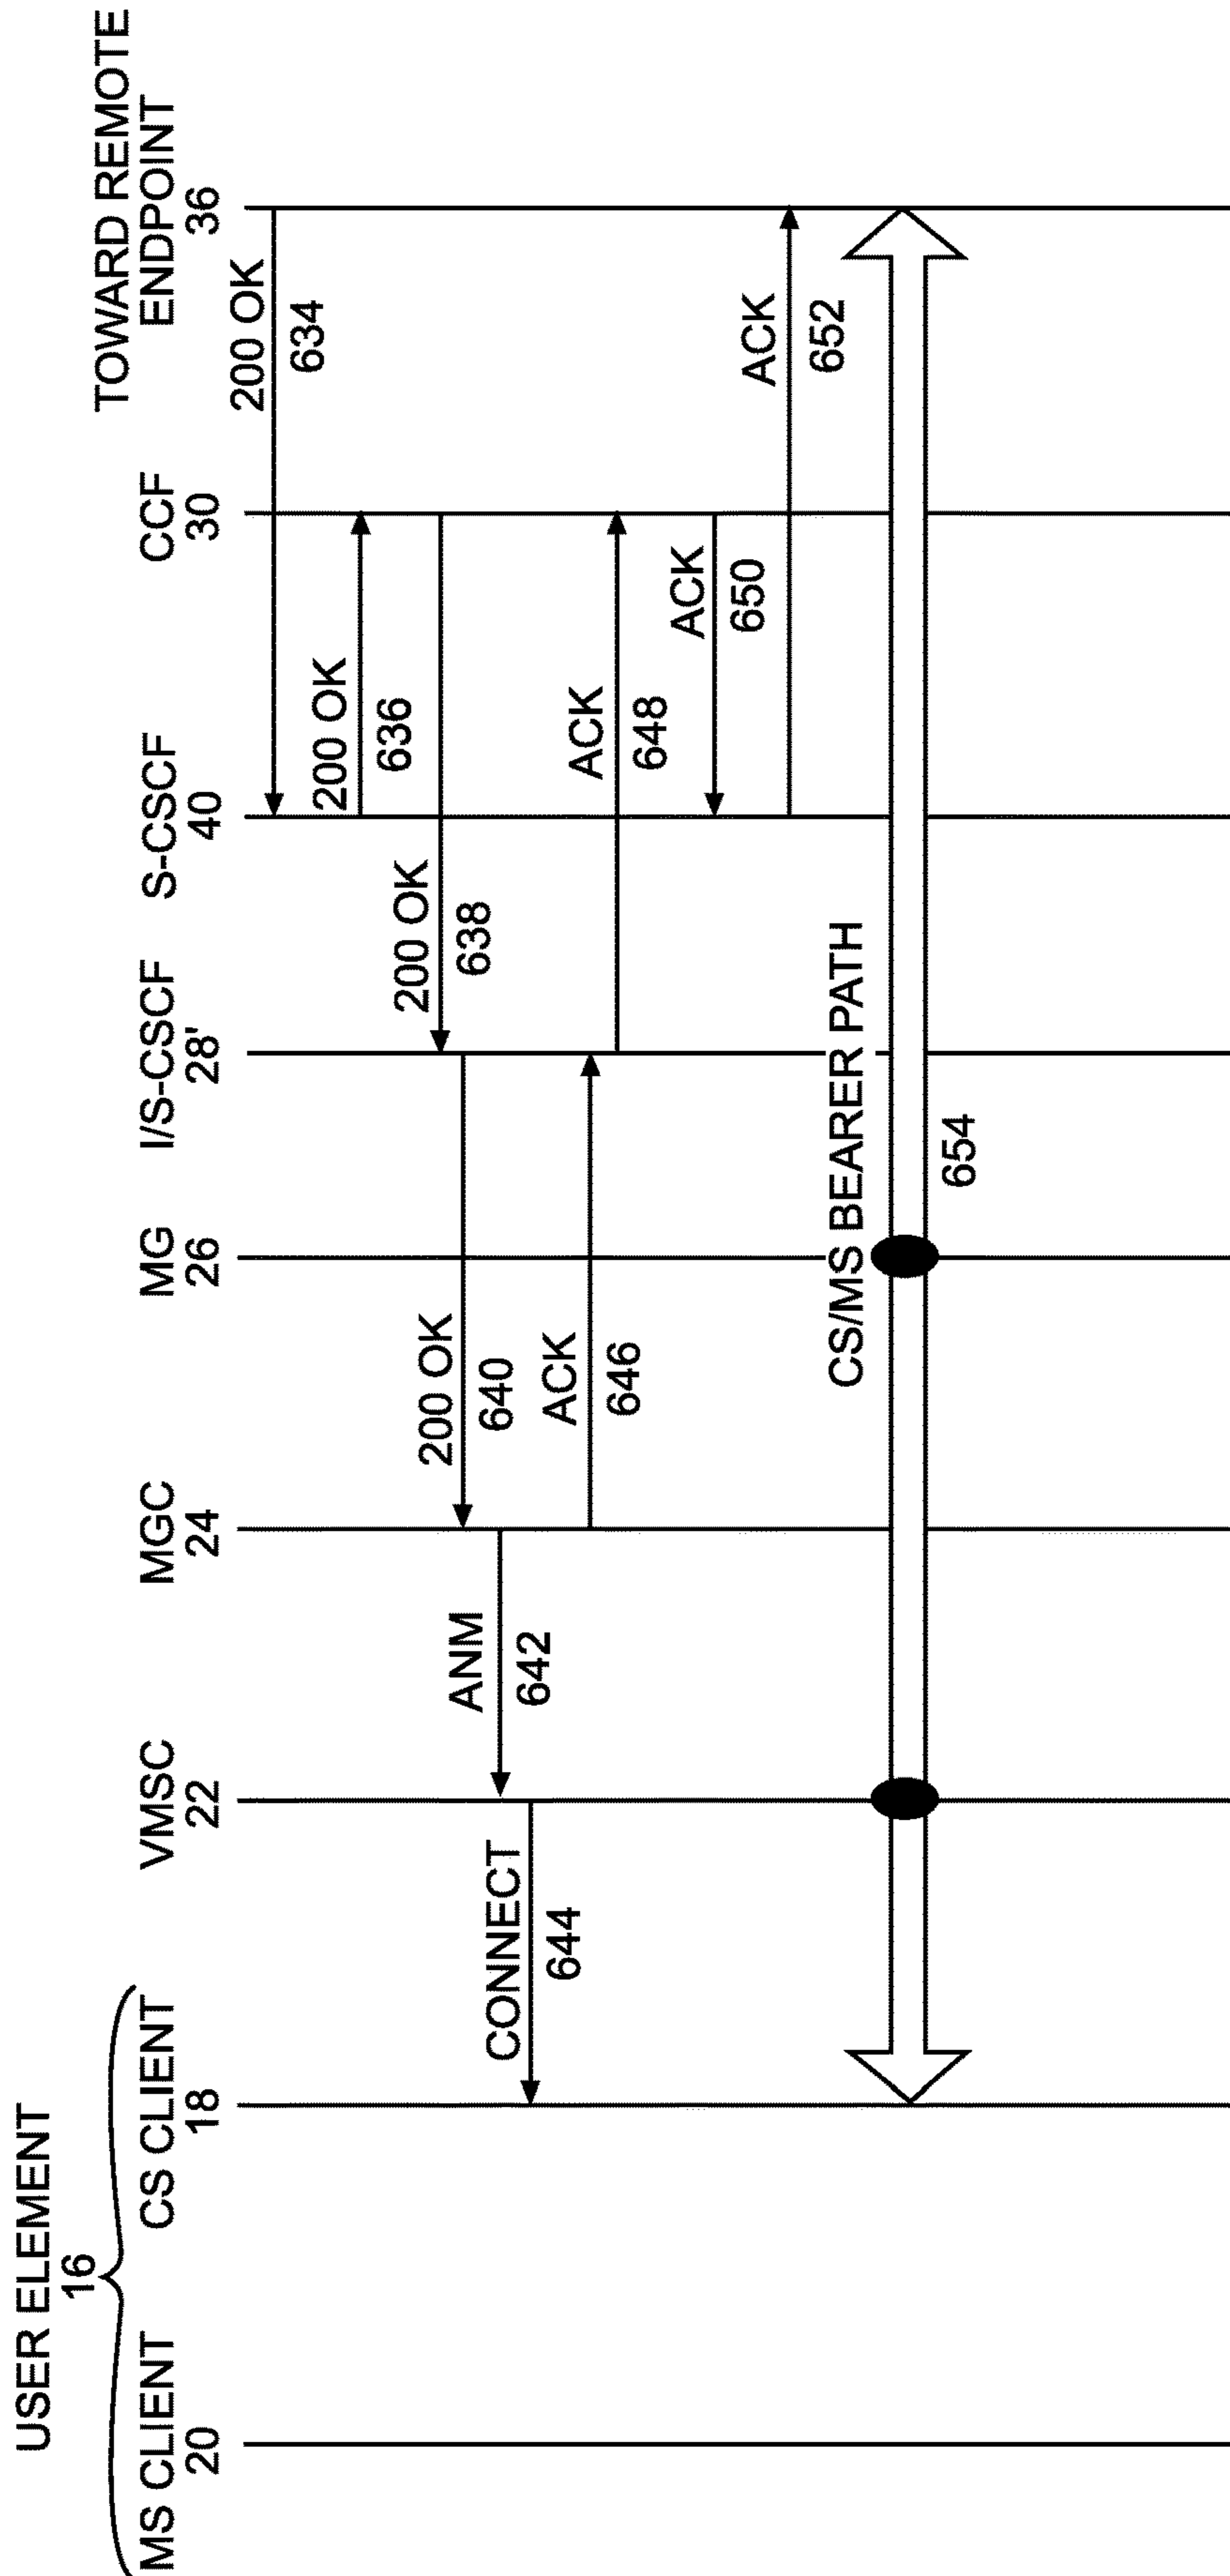 USER ELEMENT
16
MS CLIENT
20
CS CLIENT
18
VMSC
22
MGC
24
MG
26
I/S-CSCF
28'
S-CSCF
40
CCF
30
TOWARD REMOTE
ENDPOINT
36
200 OK
634
200 OK
636
200 OK
638
200 OK
640
ANM
642
CONNECT
644
ACK
646
ACK
648
ACK
650
ACK
652
CS/MS BEARER PATH
654